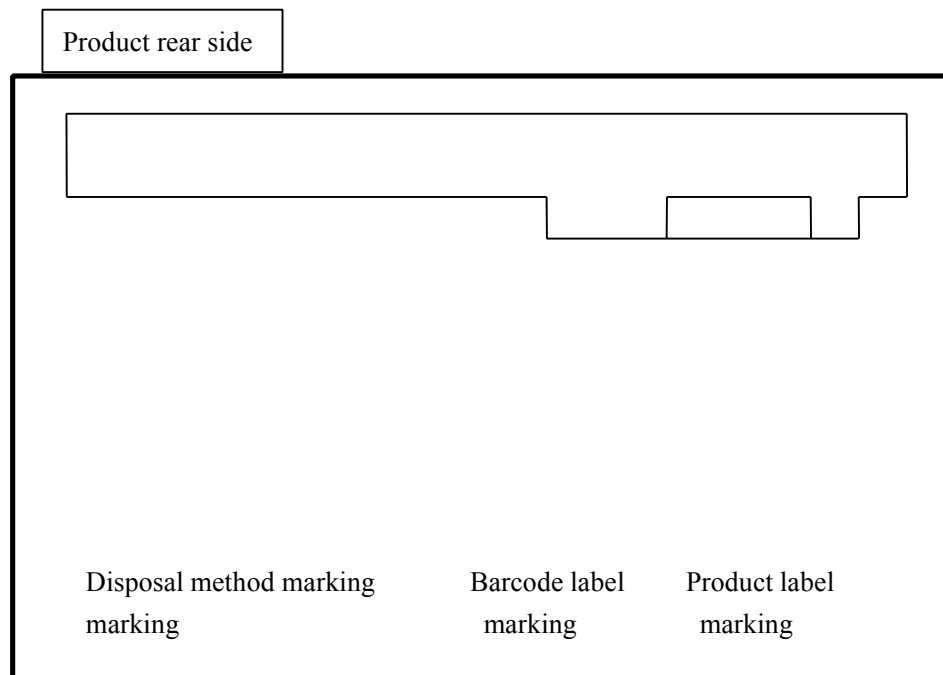 Product rear side
Disposal method marking Barcode label Product label
marking marking marking